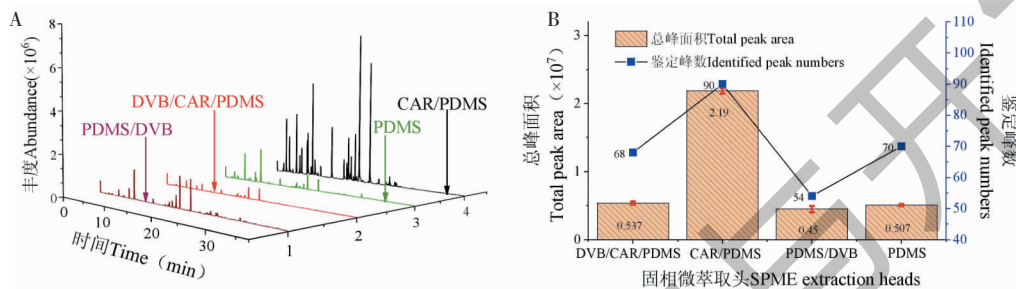 A
丰度Abundance(×10⁶)
8
6
4
2
0
DVB/CAR/PDMS
PDMS/DVB
CAR/PDMS
PDMS
0
10
20
30
时间Time（min）
1
2
3
4
B
总峰面积
Total peak area（×10⁷）
3
2
1
0
总峰面积Total peak area
鉴定峰数Identified peak numbers
68
90
54
70
0.537
2.19
0.45
0.507
110
100
90
80
70
60
50
40
Identified peak numbers
鉴定峰数
DVB/CAR/PDMS
CAR/PDMS
PDMS/DVB
PDMS
固相微萃取头SPME extraction heads